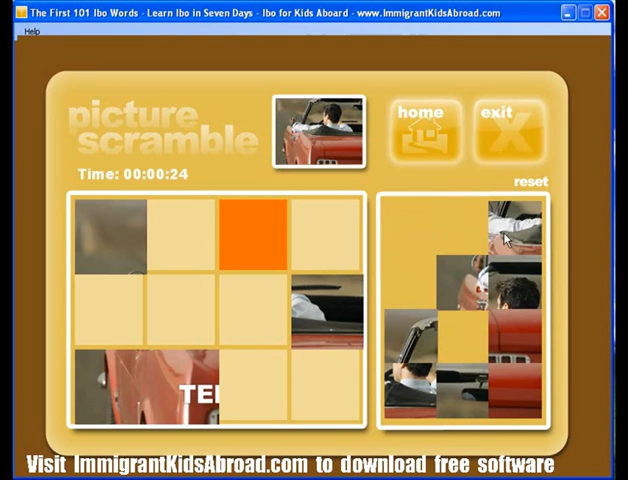 The First 101 Ibo Words - Learn Ibo in Seven Days - Ibo for Kids Aboard - www.ImmigrantKidsAbroad.com
Help
picture
scramble
home
exit
Time: 00:00:24
reset
TEI
Visit ImmigrantKidsAbroad.com to download free software